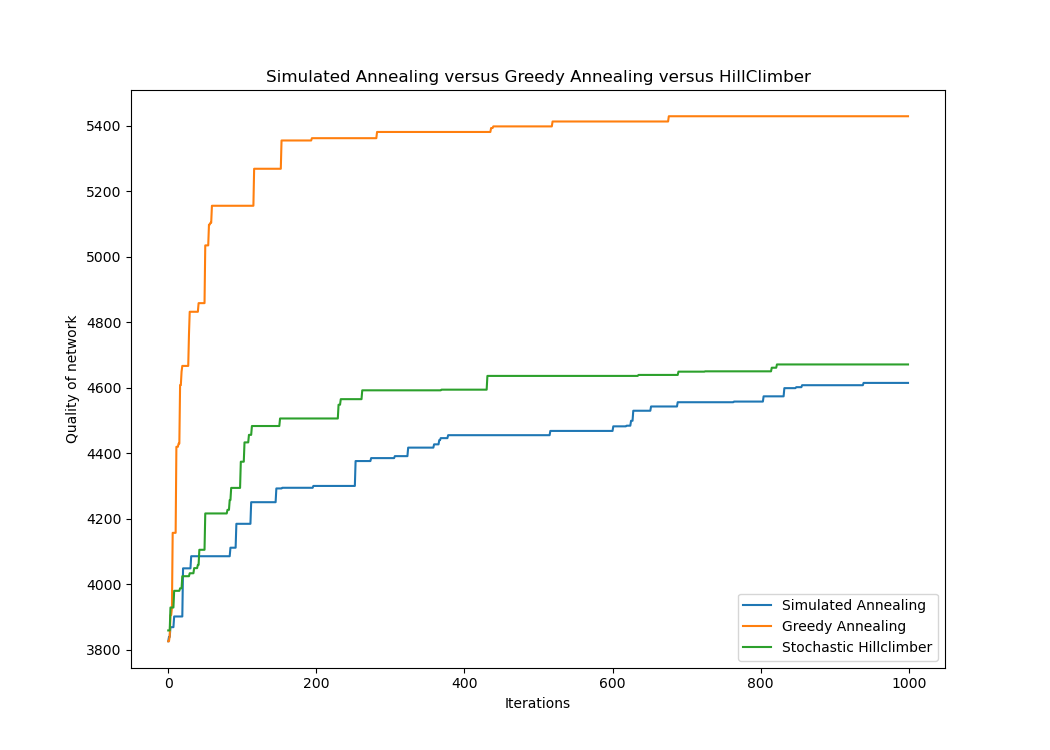 Simulated Annealing versus Greedy Annealing versus HillClimber
Quality of network
5400
5200
5000
4800
4600
4400
4200
4000
3800
0 200 400 600 800 1000
Iterations
Simulated Annealing
Greedy Annealing
Stochastic Hillclimber